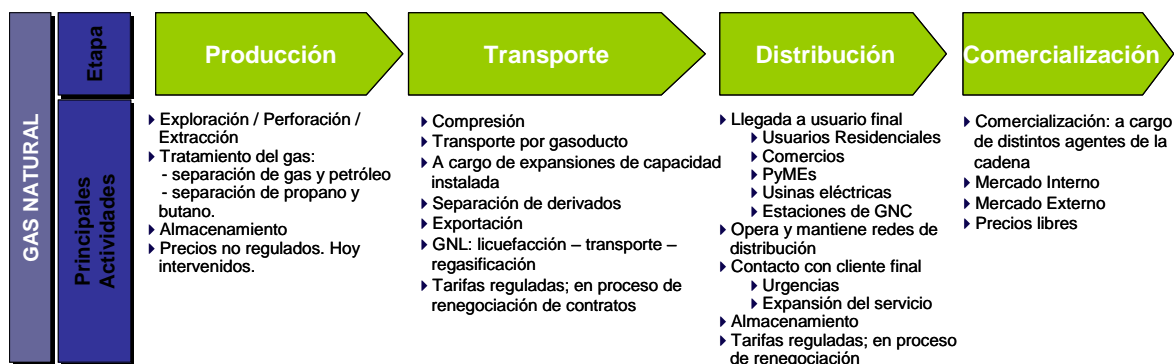 GAS NATURAL
Etapa
Producción
Transporte
Distribución
Comercialización
Principales
Actividades
Exploración / Perforación /
Extracción
Tratamiento del gas:
- separación de gas y petróleo
- separación de propano y
butano.
Almacenamiento
Precios no regulados. Hoy
intervenidos.
Compresión
Transporte por gasoducto
A cargo de expansiones de capacidad
instalada
Separación de derivados
Exportación
GNL: licuefacción – transporte –
regasificación
Tarifas reguladas; en proceso de
renegociación de contratos
Llegada a usuario final
Usuarios Residenciales
Comercios
PyMEs
Usinas eléctricas
Estaciones de GNC
Opera y mantiene redes de
distribución
Contacto con cliente final
Urgencias
Expansión del servicio
Almacenamiento
Tarifas reguladas; en proceso
de renegociación
Comercialización: a cargo
de distintos agentes de la
cadena
Mercado Interno
Mercado Externo
Precios libres